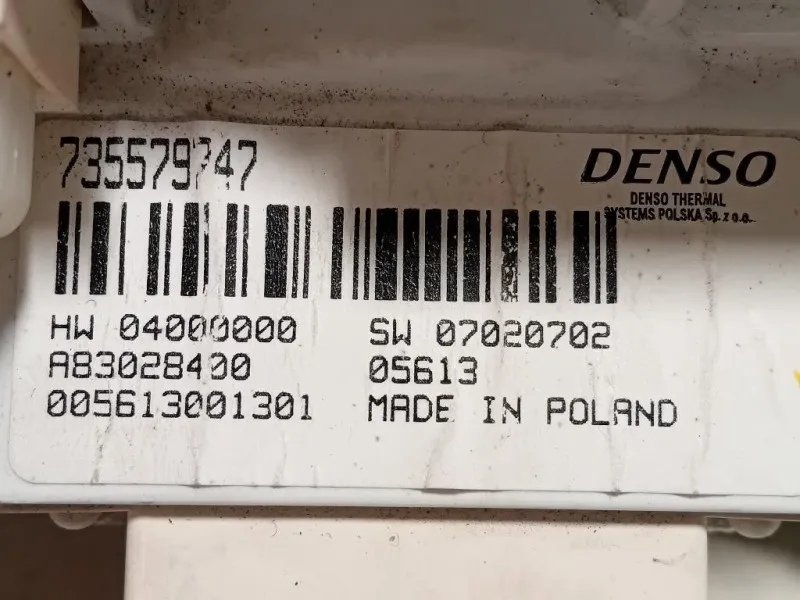 735579747
DENSO
DENSO THERMAL
SYSTEMS POLSKA Sp. z o.o.
HW 04000000 SW 07020702
A83028400 05613
005613001301 MADE IN POLAND